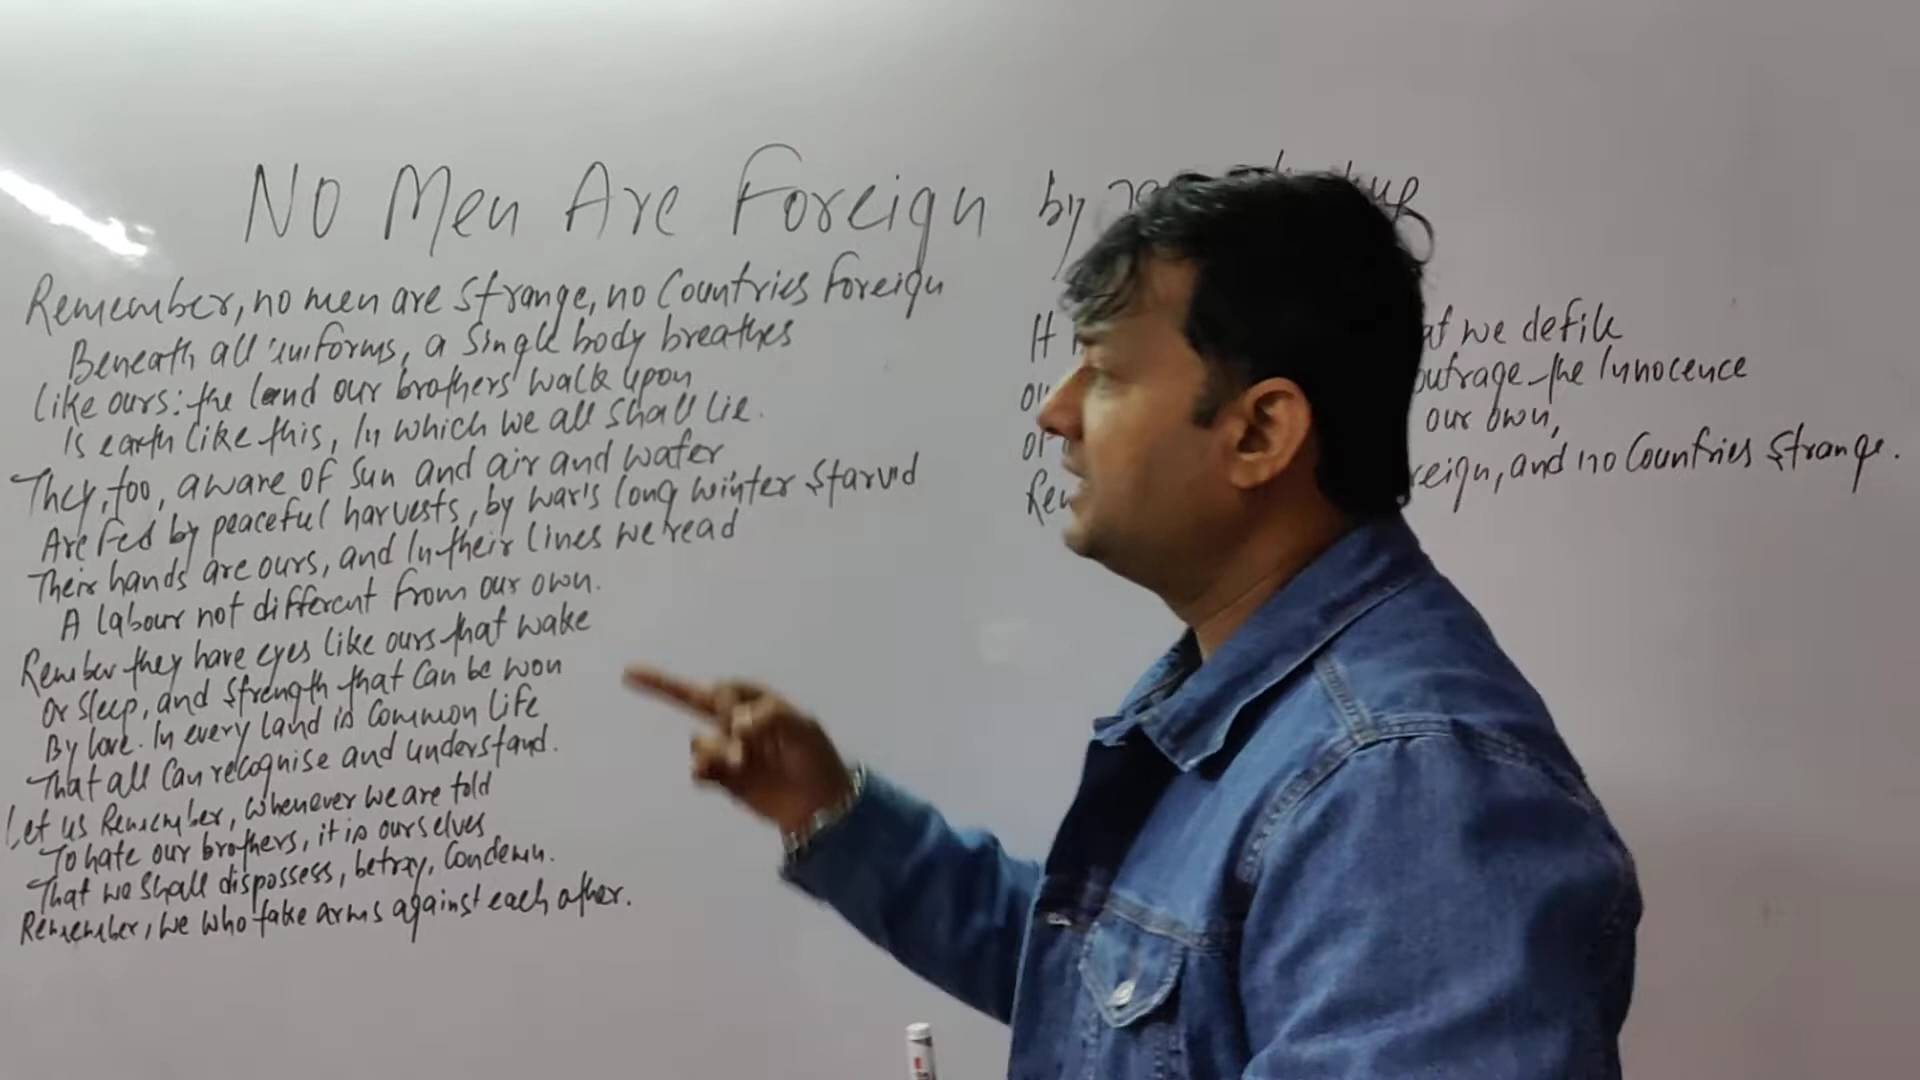 No Men Are Foreign by
Remember, no men are strange, no Countries foreign
Beneath all uniforms, a single body breathes
Like ours: the land our brothers' walk upon
Is earth like this, In which we all shall lie.
They, too, aware of sun and air and water
Are fed by peaceful harvests, by war's long winter starv'd
Their hands are ours, and In their lines we read
A labour not different from our own.
Rember they have eyes like ours that wake
Or sleep, and strength that can be won
By love. In every land is common life
That all can recognise and understand.
Let us Remember, whenever we are told
To hate our brothers, it is ourselves
That we shall dispossess, betray, condemn.
Remember, we who take arms against each other.
It we defile
outrage the Innocence
our own,
and no Countries strange.